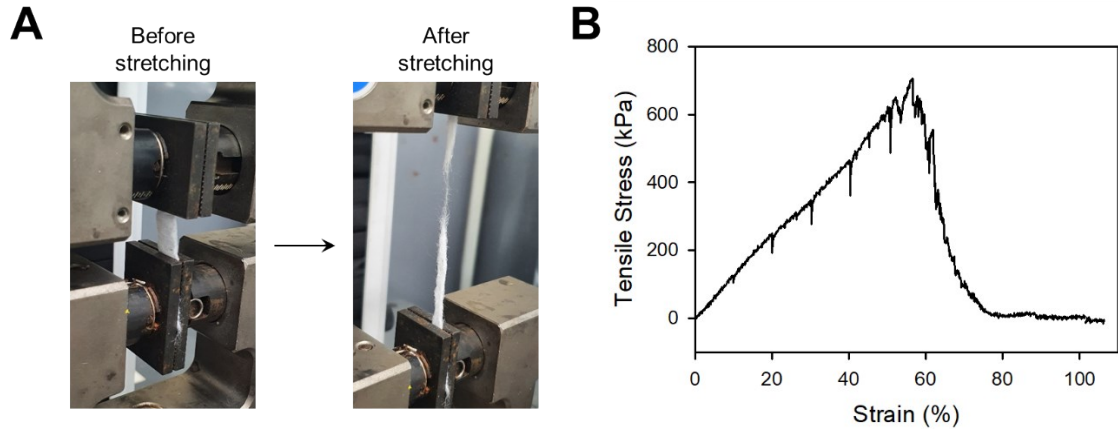 A
Before
stretching
After
stretching
B
800
600
400
200
0
Tensile Stress (kPa)
0
20
40
60
80
100
Strain (%)